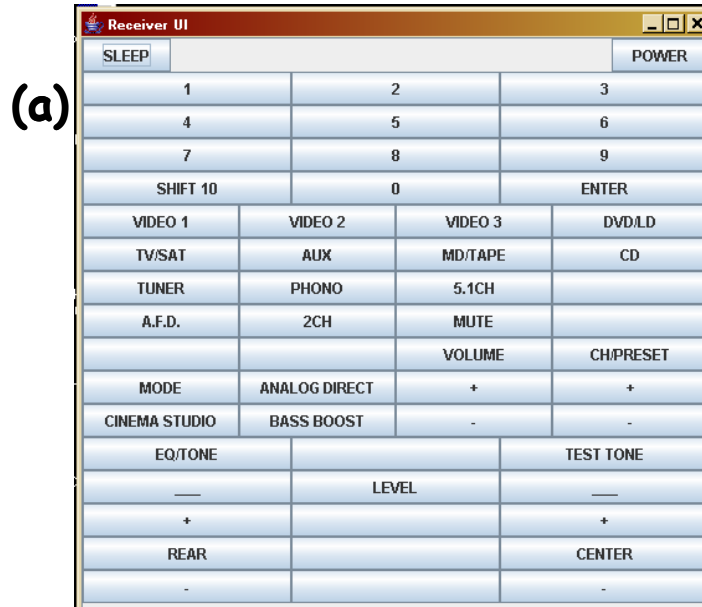 Receiver UI
SLEEP POWER
(a)
1 2 3
4 5 6
7 8 9
SHIFT 10 0 ENTER
VIDEO 1 VIDEO 2 VIDEO 3 DVD/LD
TV/SAT AUX MD/TAPE CD
TUNER PHONO 5.1CH
A.F.D. 2CH MUTE
VOLUME CH/PRESET
MODE ANALOG DIRECT + +
CINEMA STUDIO BASS BOOST - -
EQ/TONE TEST TONE
___ LEVEL ___
+ +
REAR CENTER
- -